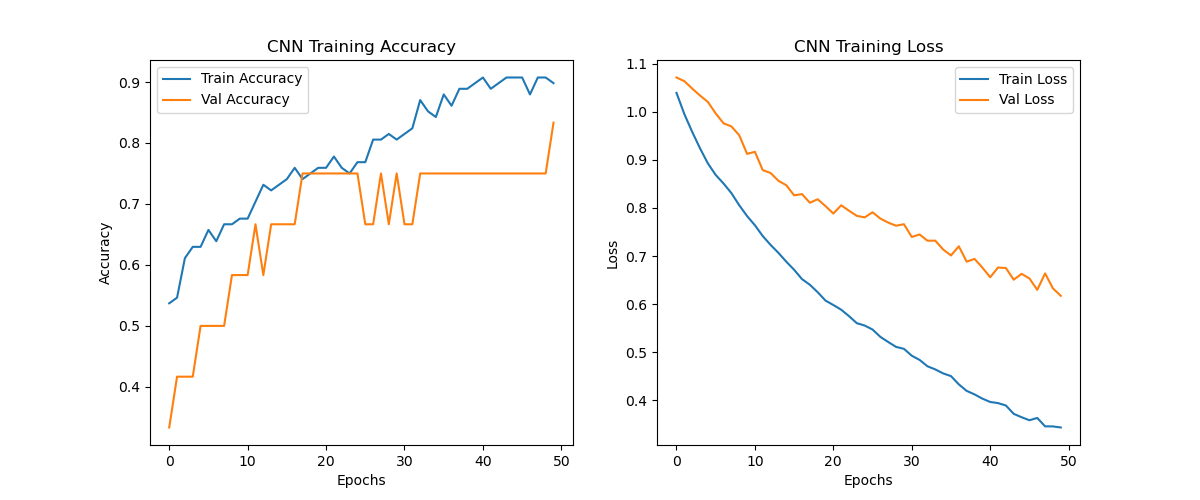 CNN Training Accuracy
Train Accuracy
Val Accuracy
0.9
0.8
0.7
0.6
0.5
0.4
Accuracy
0 10 20 30 40 50
Epochs
CNN Training Loss
Train Loss
Val Loss
1.1
1.0
0.9
0.8
0.7
0.6
0.5
0.4
Loss
0 10 20 30 40 50
Epochs